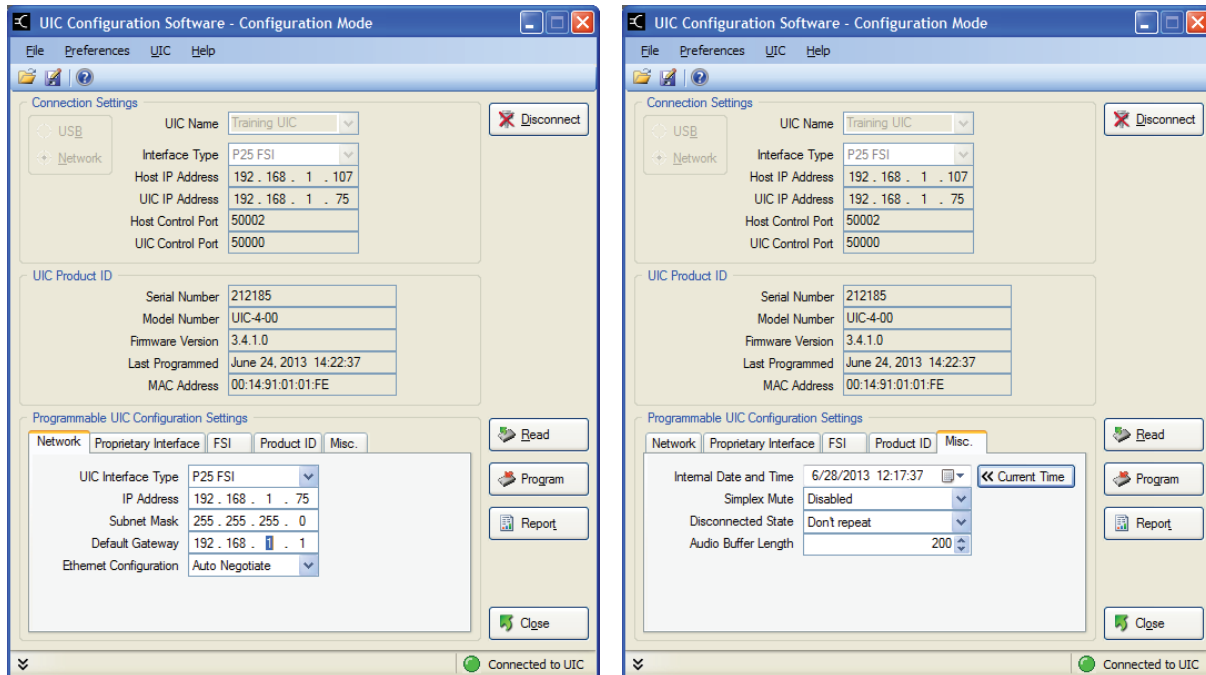 UIC Configuration Software - Configuration Mode
File Preferences UIC Help
Connection Settings
USB
Network
UIC Name Training UIC
Interface Type P25 FSI
Host IP Address 192 . 168 . 1 . 107
UIC IP Address 192 . 168 . 1 . 75
Host Control Port 50002
UIC Control Port 50000
Disconnect
UIC Product ID
Serial Number 212185
Model Number UIC-4-00
Firmware Version 3.4.1.0
Last Programmed June 24, 2013 14:22:37
MAC Address 00:14:91:01:01:FE
Programmable UIC Configuration Settings
Network Proprietary Interface FSI Product ID Misc.
UIC Interface Type P25 FSI
IP Address 192 . 168 . 1 . 75
Subnet Mask 255 . 255 . 255 . 0
Default Gateway 192 . 168 . 1 . 1
Ethernet Configuration Auto Negotiate
Read
Program
Report
Close
Connected to UIC
UIC Configuration Software - Configuration Mode
File Preferences UIC Help
Connection Settings
USB
Network
UIC Name Training UIC
Interface Type P25 FSI
Host IP Address 192 . 168 . 1 . 107
UIC IP Address 192 . 168 . 1 . 75
Host Control Port 50002
UIC Control Port 50000
Disconnect
UIC Product ID
Serial Number 212185
Model Number UIC-4-00
Firmware Version 3.4.1.0
Last Programmed June 24, 2013 14:22:37
MAC Address 00:14:91:01:01:FE
Programmable UIC Configuration Settings
Network Proprietary Interface FSI Product ID Misc.
Internal Date and Time 6/28/2013 12:17:37 << Current Time
Simplex Mute Disabled
Disconnected State Don't repeat
Audio Buffer Length 200
Read
Program
Report
Close
Connected to UIC